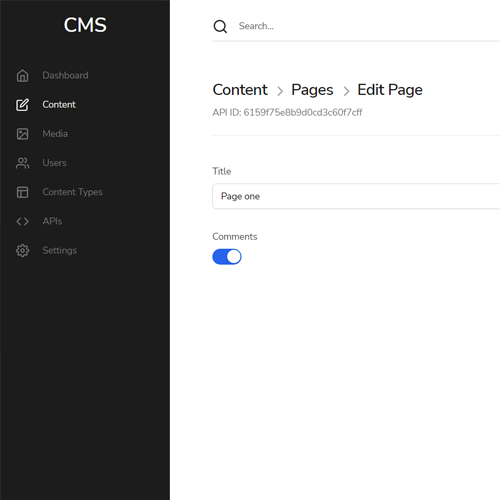 CMS
Dashboard
Content
Media
Users
Content Types
APIs
Settings
Search...
Content > Pages > Edit Page
API ID: 6159f75e8b9d0cd3c60f7cff
Title
Page one
Comments